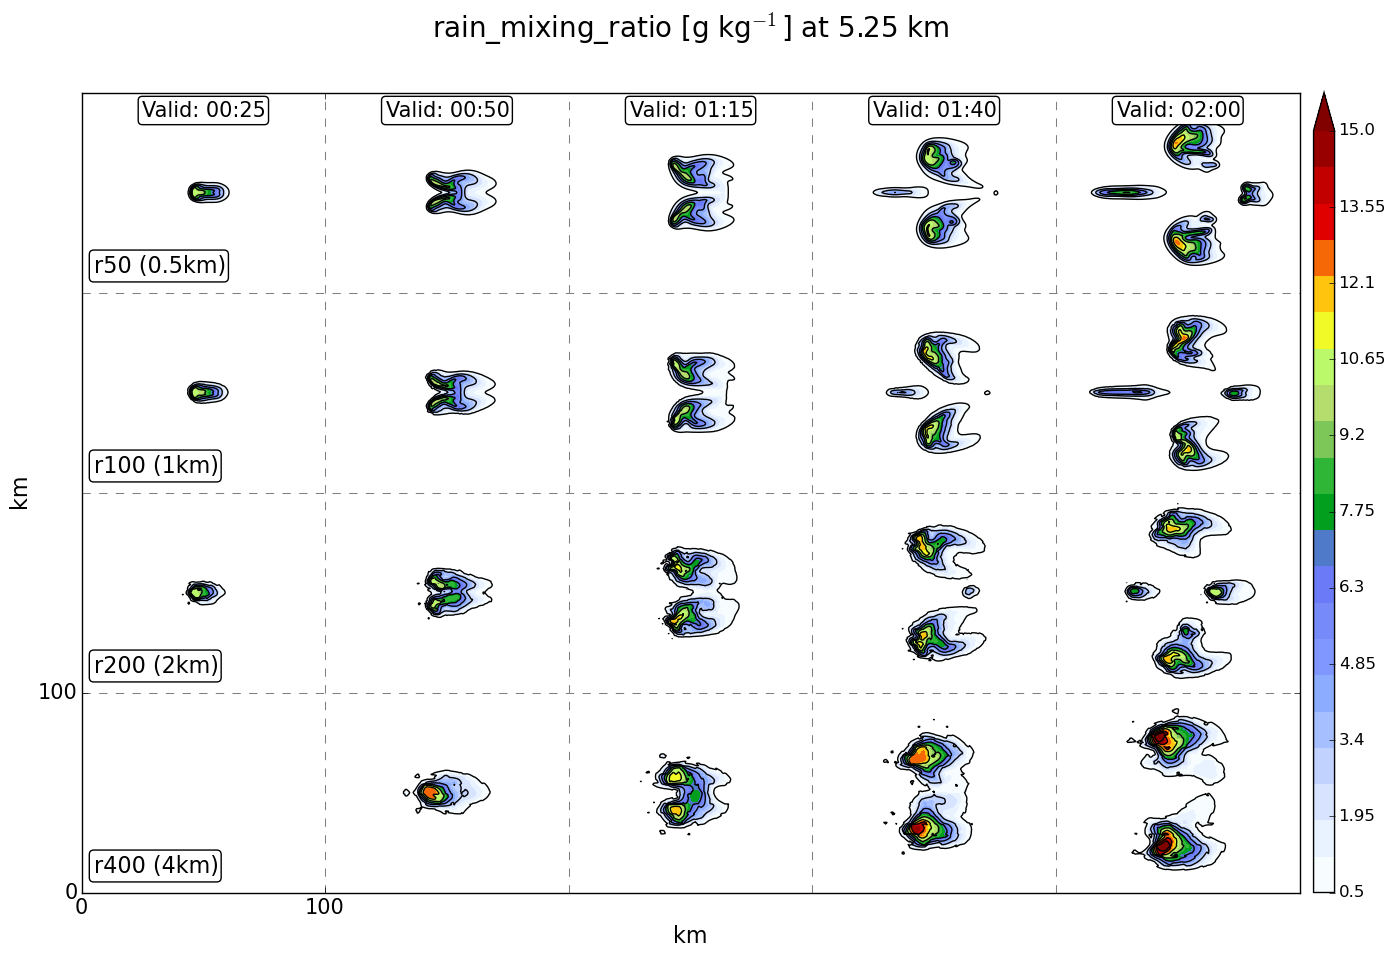 rain_mixing_ratio [g kg⁻¹] at 5.25 km
Valid: 00:25
Valid: 00:50
Valid: 01:15
Valid: 01:40
Valid: 02:00
r50 (0.5km)
r100 (1km)
r200 (2km)
r400 (4km)
km
100
0
0
100
km
15.0
13.55
12.1
10.65
9.2
7.75
6.3
4.85
3.4
1.95
0.5